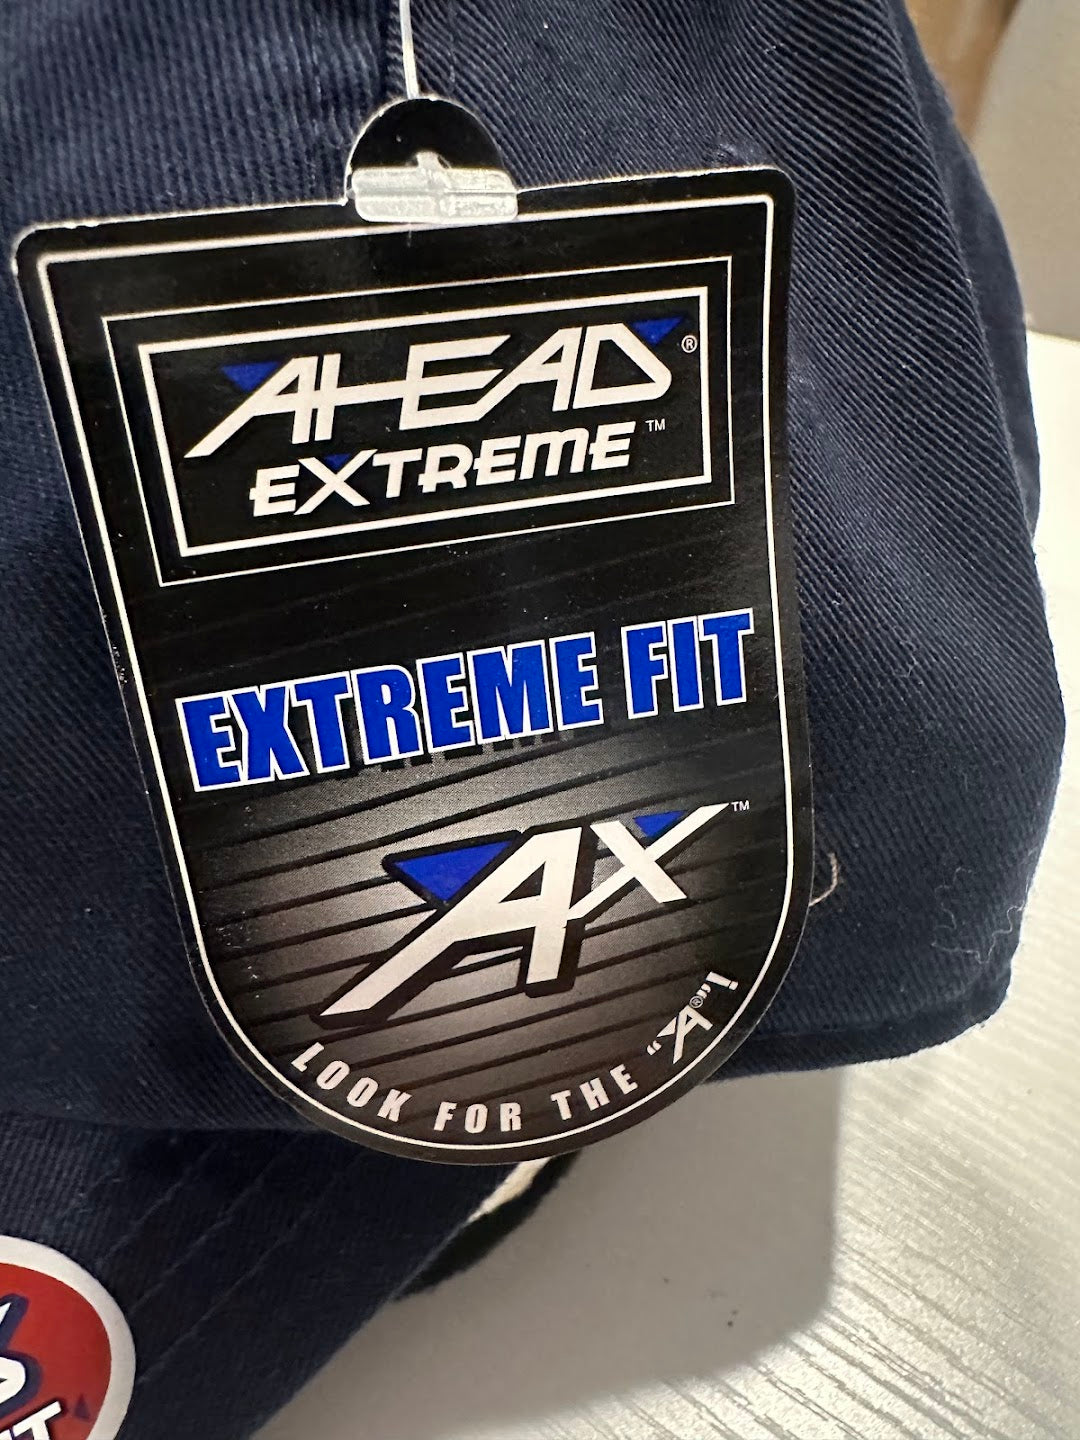 AHEAD®
EXTREME™
EXTREME FIT
AX™
LOOK FOR THE "A®"!